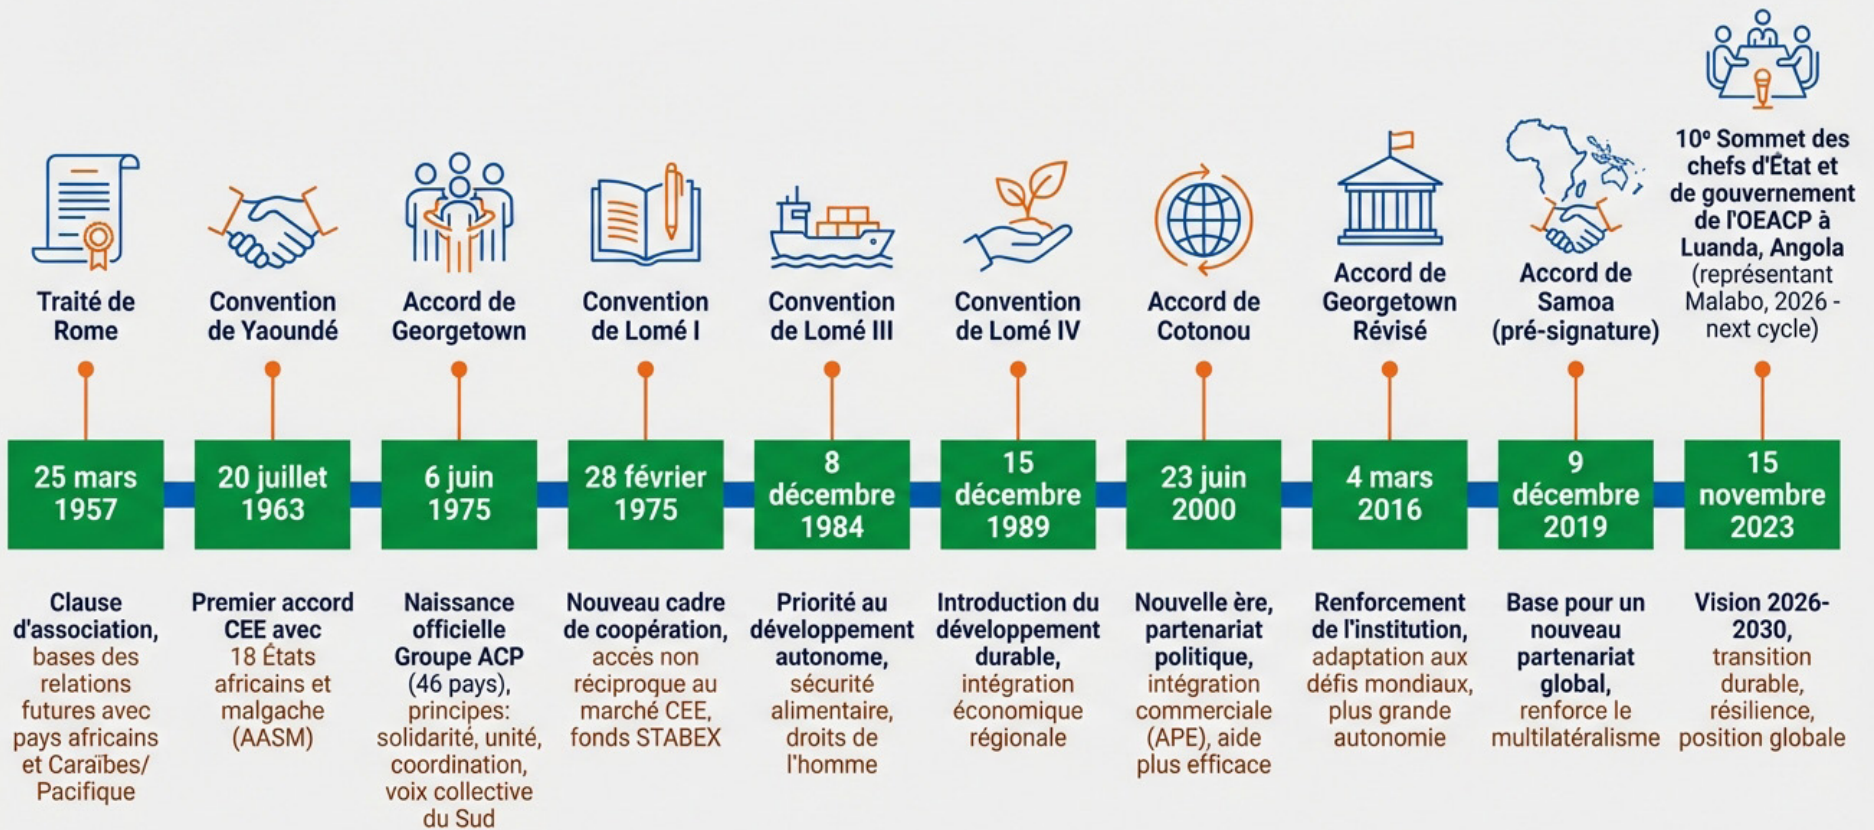 Traité de
Rome
25 mars
1957
Clause
d'association,
bases des
relations
futures avec
pays africains
et Caraïbes/
Pacifique
Convention
de Yaoundé
20 juillet
1963
Premier accord
CEE avec
18 États
africains et
malgache
(AASM)
Accord de
Georgetown
6 juin
1975
Naissance
officielle
Groupe ACP
(46 pays),
principes:
solidarité, unité,
coordination,
voix collective
du Sud
Convention
de Lomé I
28 février
1975
Nouveau cadre
de coopération,
accès non
réciproque au
marché CEE,
fonds STABEX
Convention
de Lomé III
8
décembre
1984
Priorité au
développement
autonome,
sécurité
alimentaire,
droits de
l'homme
Convention
de Lomé IV
15
décembre
1989
Introduction du
développement
durable,
intégration
économique
régionale
Accord de
Cotonou
23 juin
2000
Nouvelle ère,
partenariat
politique,
intégration
commerciale
(APE), aide
plus efficace
Accord de
Georgetown
Révisé
4 mars
2016
Renforcement
de l'institution,
adaptation aux
défis mondiaux,
plus grande
autonomie
Accord de
Samoa
(pré-signature)
9
décembre
2019
Base pour un
nouveau
partenariat
global,
renforce le
multilatéralisme
10º Sommet des
chefs d'État et
de gouvernement
de l'OEACP à
Luanda, Angola
(représentant
Malabo, 2026 -
next cycle)
15
novembre
2023
Vision 2026-
2030,
transition
durable,
résilience,
position globale